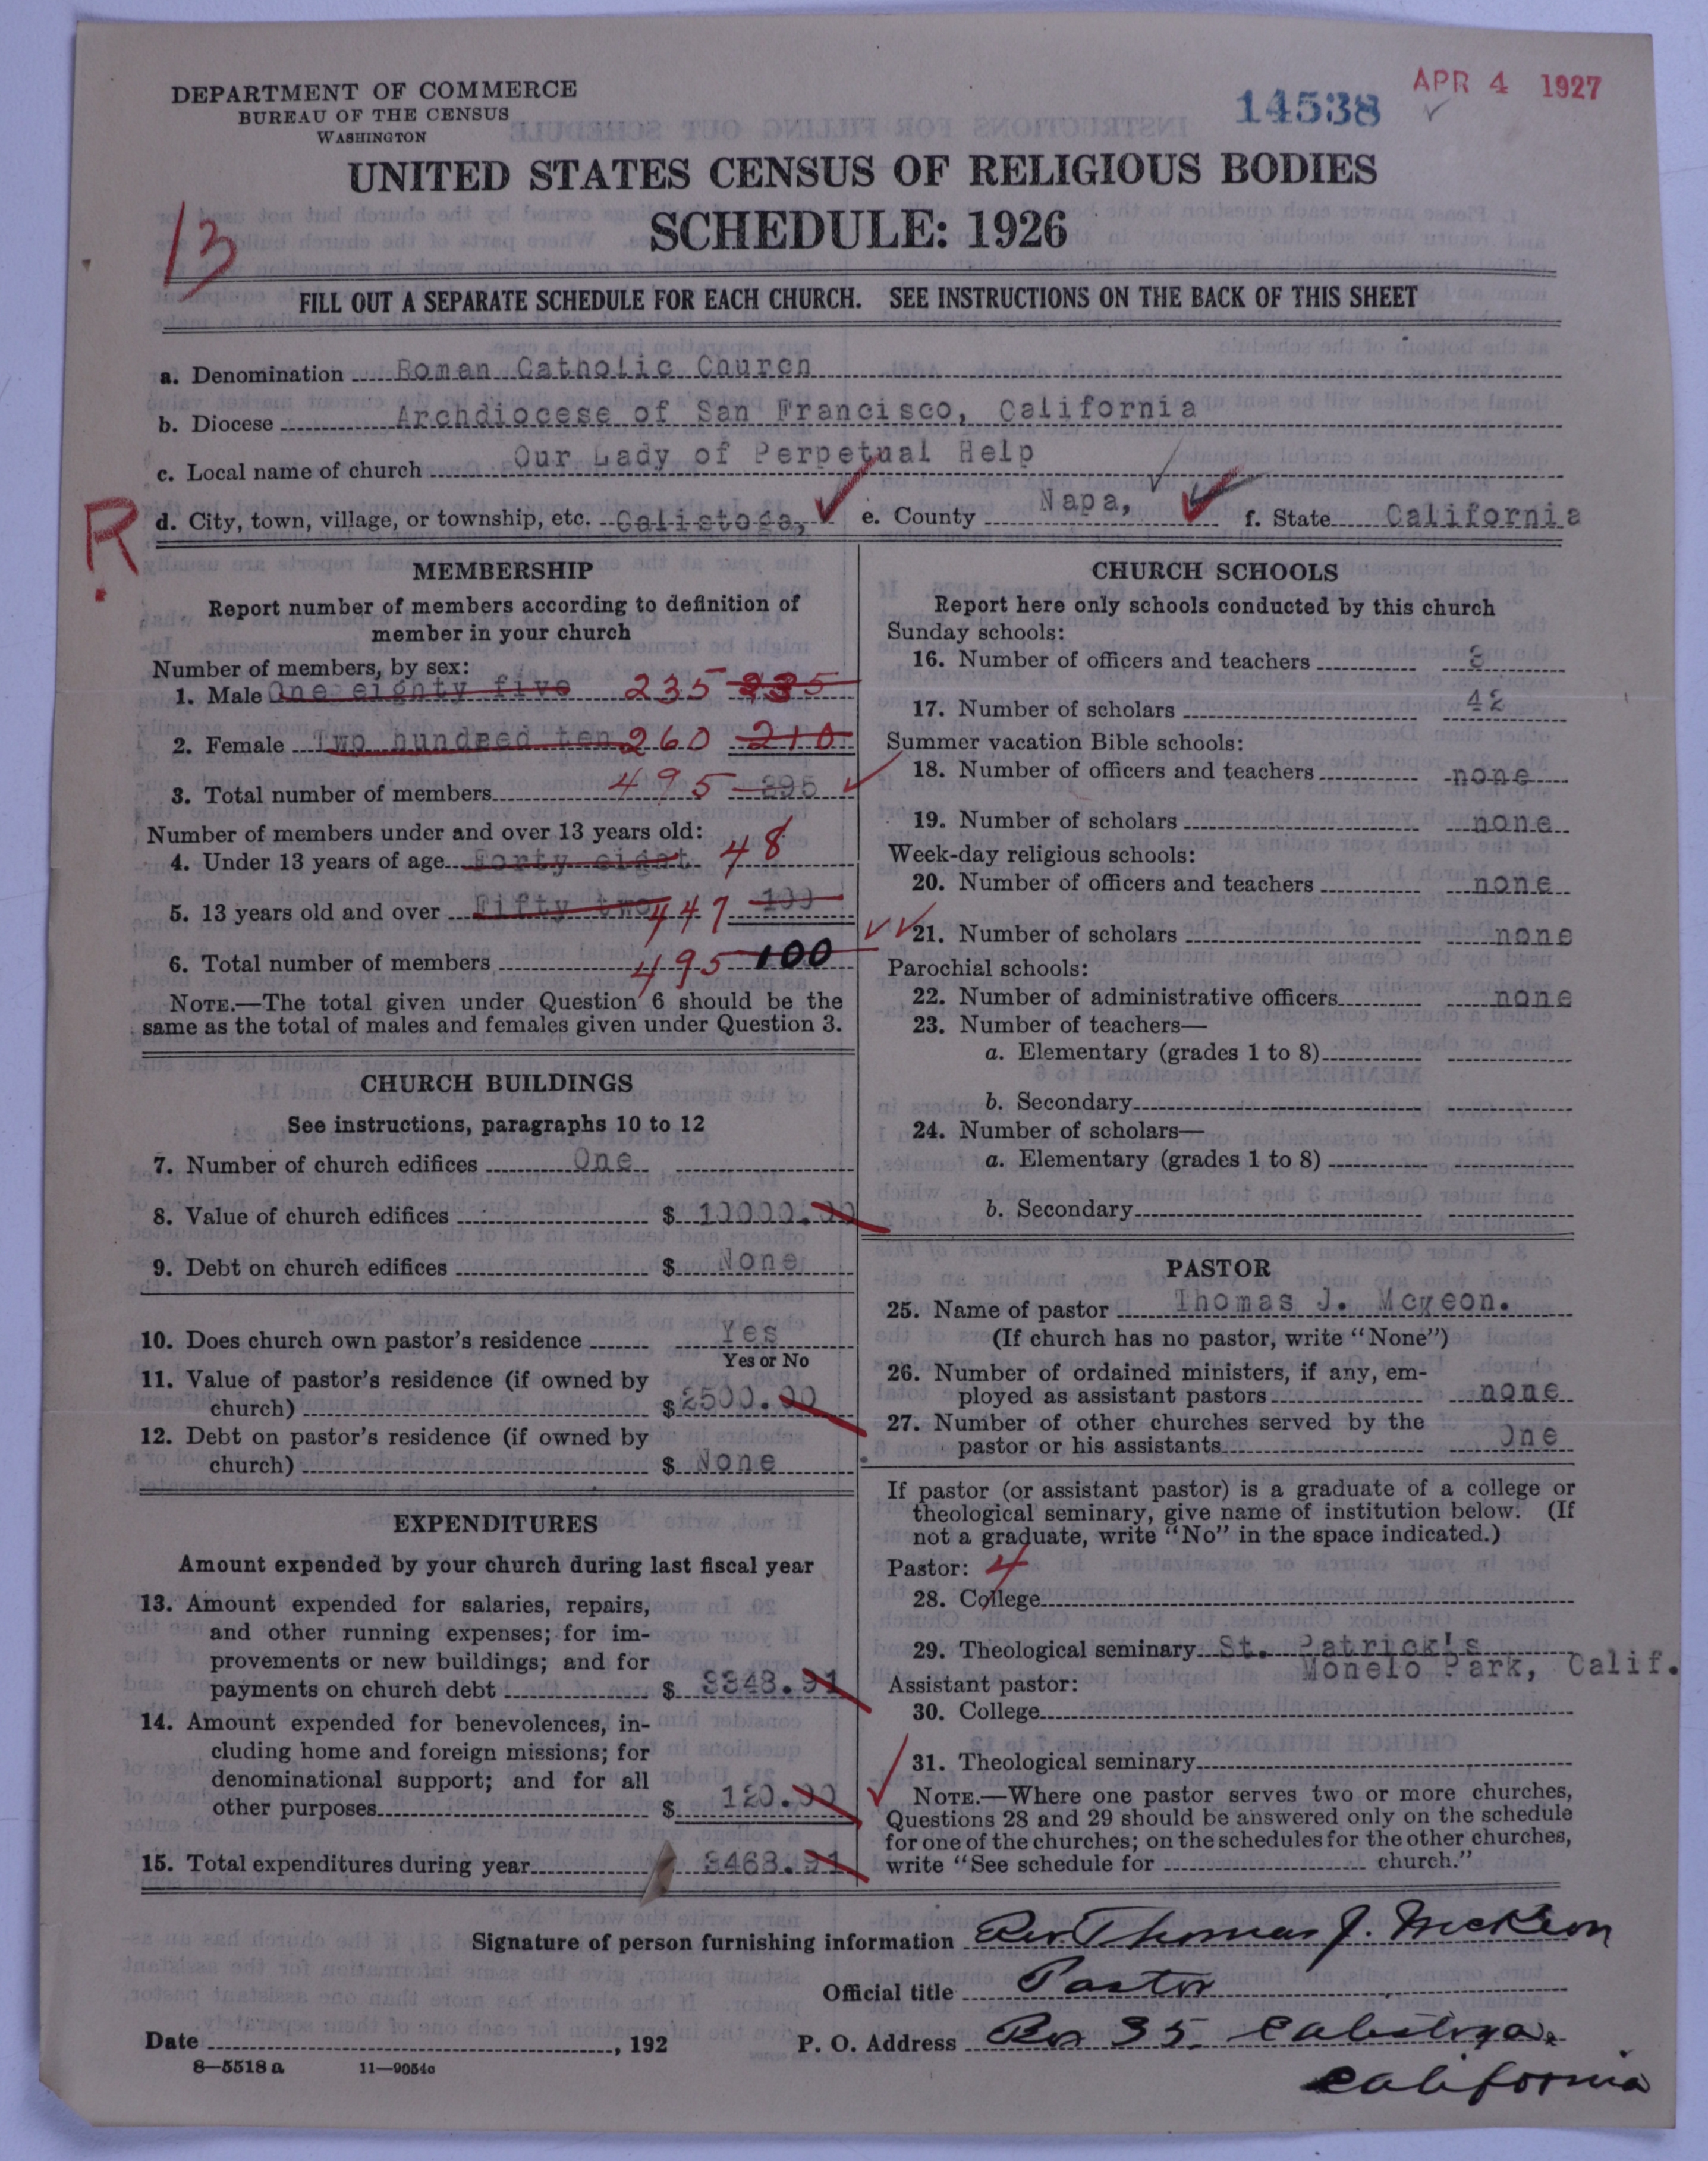 DEPARTMENT OF COMMERCE
BUREAU OF THE CENSUS
WASHINGTON
14538
APR 4 1927
UNITED STATES CENSUS OF RELIGIOUS BODIES
SCHEDULE: 1926
13
FILL OUT A SEPARATE SCHEDULE FOR EACH CHURCH. SEE INSTRUCTIONS ON THE BACK OF THIS SHEET
a. Denomination Roman Catholic Church
b. Diocese Archdiocese of San Francisco, California
c. Local name of church Our Lady of Perpetual Help
R
d. City, town, village, or township, etc. Calistoga, e. County Napa, f. State California
MEMBERSHIP
Report number of members according to definition of
member in your church
Number of members, by sex:
1. Male One eighty five 235 235
2. Female Two hundred ten 260 210
3. Total number of members 495 395
Number of members under and over 13 years old:
4. Under 13 years of age Forty eight 48
5. 13 years old and over Fifty two 447 100
6. Total number of members 495 100
NOTE.—The total given under Question 6 should be the
same as the total of males and females given under Question 3.
CHURCH BUILDINGS
See instructions, paragraphs 10 to 12
7. Number of church edifices One
8. Value of church edifices $ 10000.00
9. Debt on church edifices $ None
10. Does church own pastor's residence Yes
Yes or No
11. Value of pastor's residence (if owned by
church) $ 2500.00
12. Debt on pastor's residence (if owned by
church) $ None
EXPENDITURES
Amount expended by your church during last fiscal year
13. Amount expended for salaries, repairs,
and other running expenses; for im-
provements or new buildings; and for
payments on church debt $ 3348.91
14. Amount expended for benevolences, in-
cluding home and foreign missions; for
denominational support; and for all
other purposes $ 120.00
15. Total expenditures during year 3468.91
CHURCH SCHOOLS
Report here only schools conducted by this church
Sunday schools:
16. Number of officers and teachers
17. Number of scholars 42
Summer vacation Bible schools:
18. Number of officers and teachers none
19. Number of scholars none
Week-day religious schools:
20. Number of officers and teachers none
21. Number of scholars none
Parochial schools:
22. Number of administrative officers none
23. Number of teachers—
a. Elementary (grades 1 to 8)
b. Secondary
24. Number of scholars—
a. Elementary (grades 1 to 8)
b. Secondary
PASTOR
25. Name of pastor Thomas J. McKeon.
(If church has no pastor, write "None")
26. Number of ordained ministers, if any, em-
ployed as assistant pastors none
27. Number of other churches served by the
pastor or his assistants One
If pastor (or assistant pastor) is a graduate of a college or
theological seminary, give name of institution below. (If
not a graduate, write "No" in the space indicated.)
Pastor: 4
28. College
29. Theological seminary St. Patrick's
Monelo Park, Calif.
Assistant pastor:
30. College
31. Theological seminary
NOTE.—Where one pastor serves two or more churches,
Questions 28 and 29 should be answered only on the schedule
for one of the churches; on the schedules for the other churches,
write "See schedule for church."
Signature of person furnishing information Rev. Thomas J. McKeon
Official title Pastor
Date , 192 P. O. Address Box 35 Calistoga,
California
8—5518 a 11—9054a